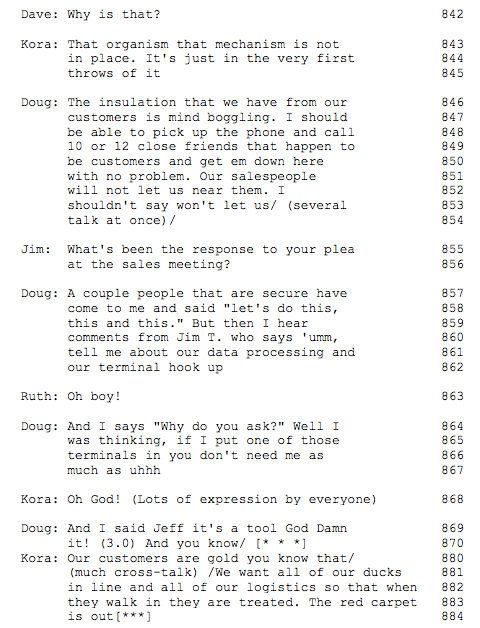 Dave: Why is that? 842
Kora: That organism that mechanism is not 843
in place. It's just in the very first 844
throws of it 845
Doug: The insulation that we have from our 846
customers is mind boggling. I should 847
be able to pick up the phone and call 848
10 or 12 close friends that happen to 849
be customers and get em down here 850
with no problem. Our salespeople 851
will not let us near them. I 852
shouldn't say won't let us/ (several 853
talk at once)/ 854
Jim: What's been the response to your plea 855
at the sales meeting? 856
Doug: A couple people that are secure have 857
come to me and said "let's do this, 858
this and this." But then I hear 859
comments from Jim T. who says 'umm, 860
tell me about our data processing and 861
our terminal hook up 862
Ruth: Oh boy! 863
Doug: And I says "Why do you ask?" Well I 864
was thinking, if I put one of those 865
terminals in you don't need me as 866
much as uhhh 867
Kora: Oh God! (Lots of expression by everyone) 868
Doug: And I said Jeff it's a tool God Damn 869
it! (3.0) And you know/ [* * *] 870
Kora: Our customers are gold you know that/ 880
(much cross-talk) /We want all of our ducks 881
in line and all of our logistics so that when 882
they walk in they are treated. The red carpet 883
is out[***] 884